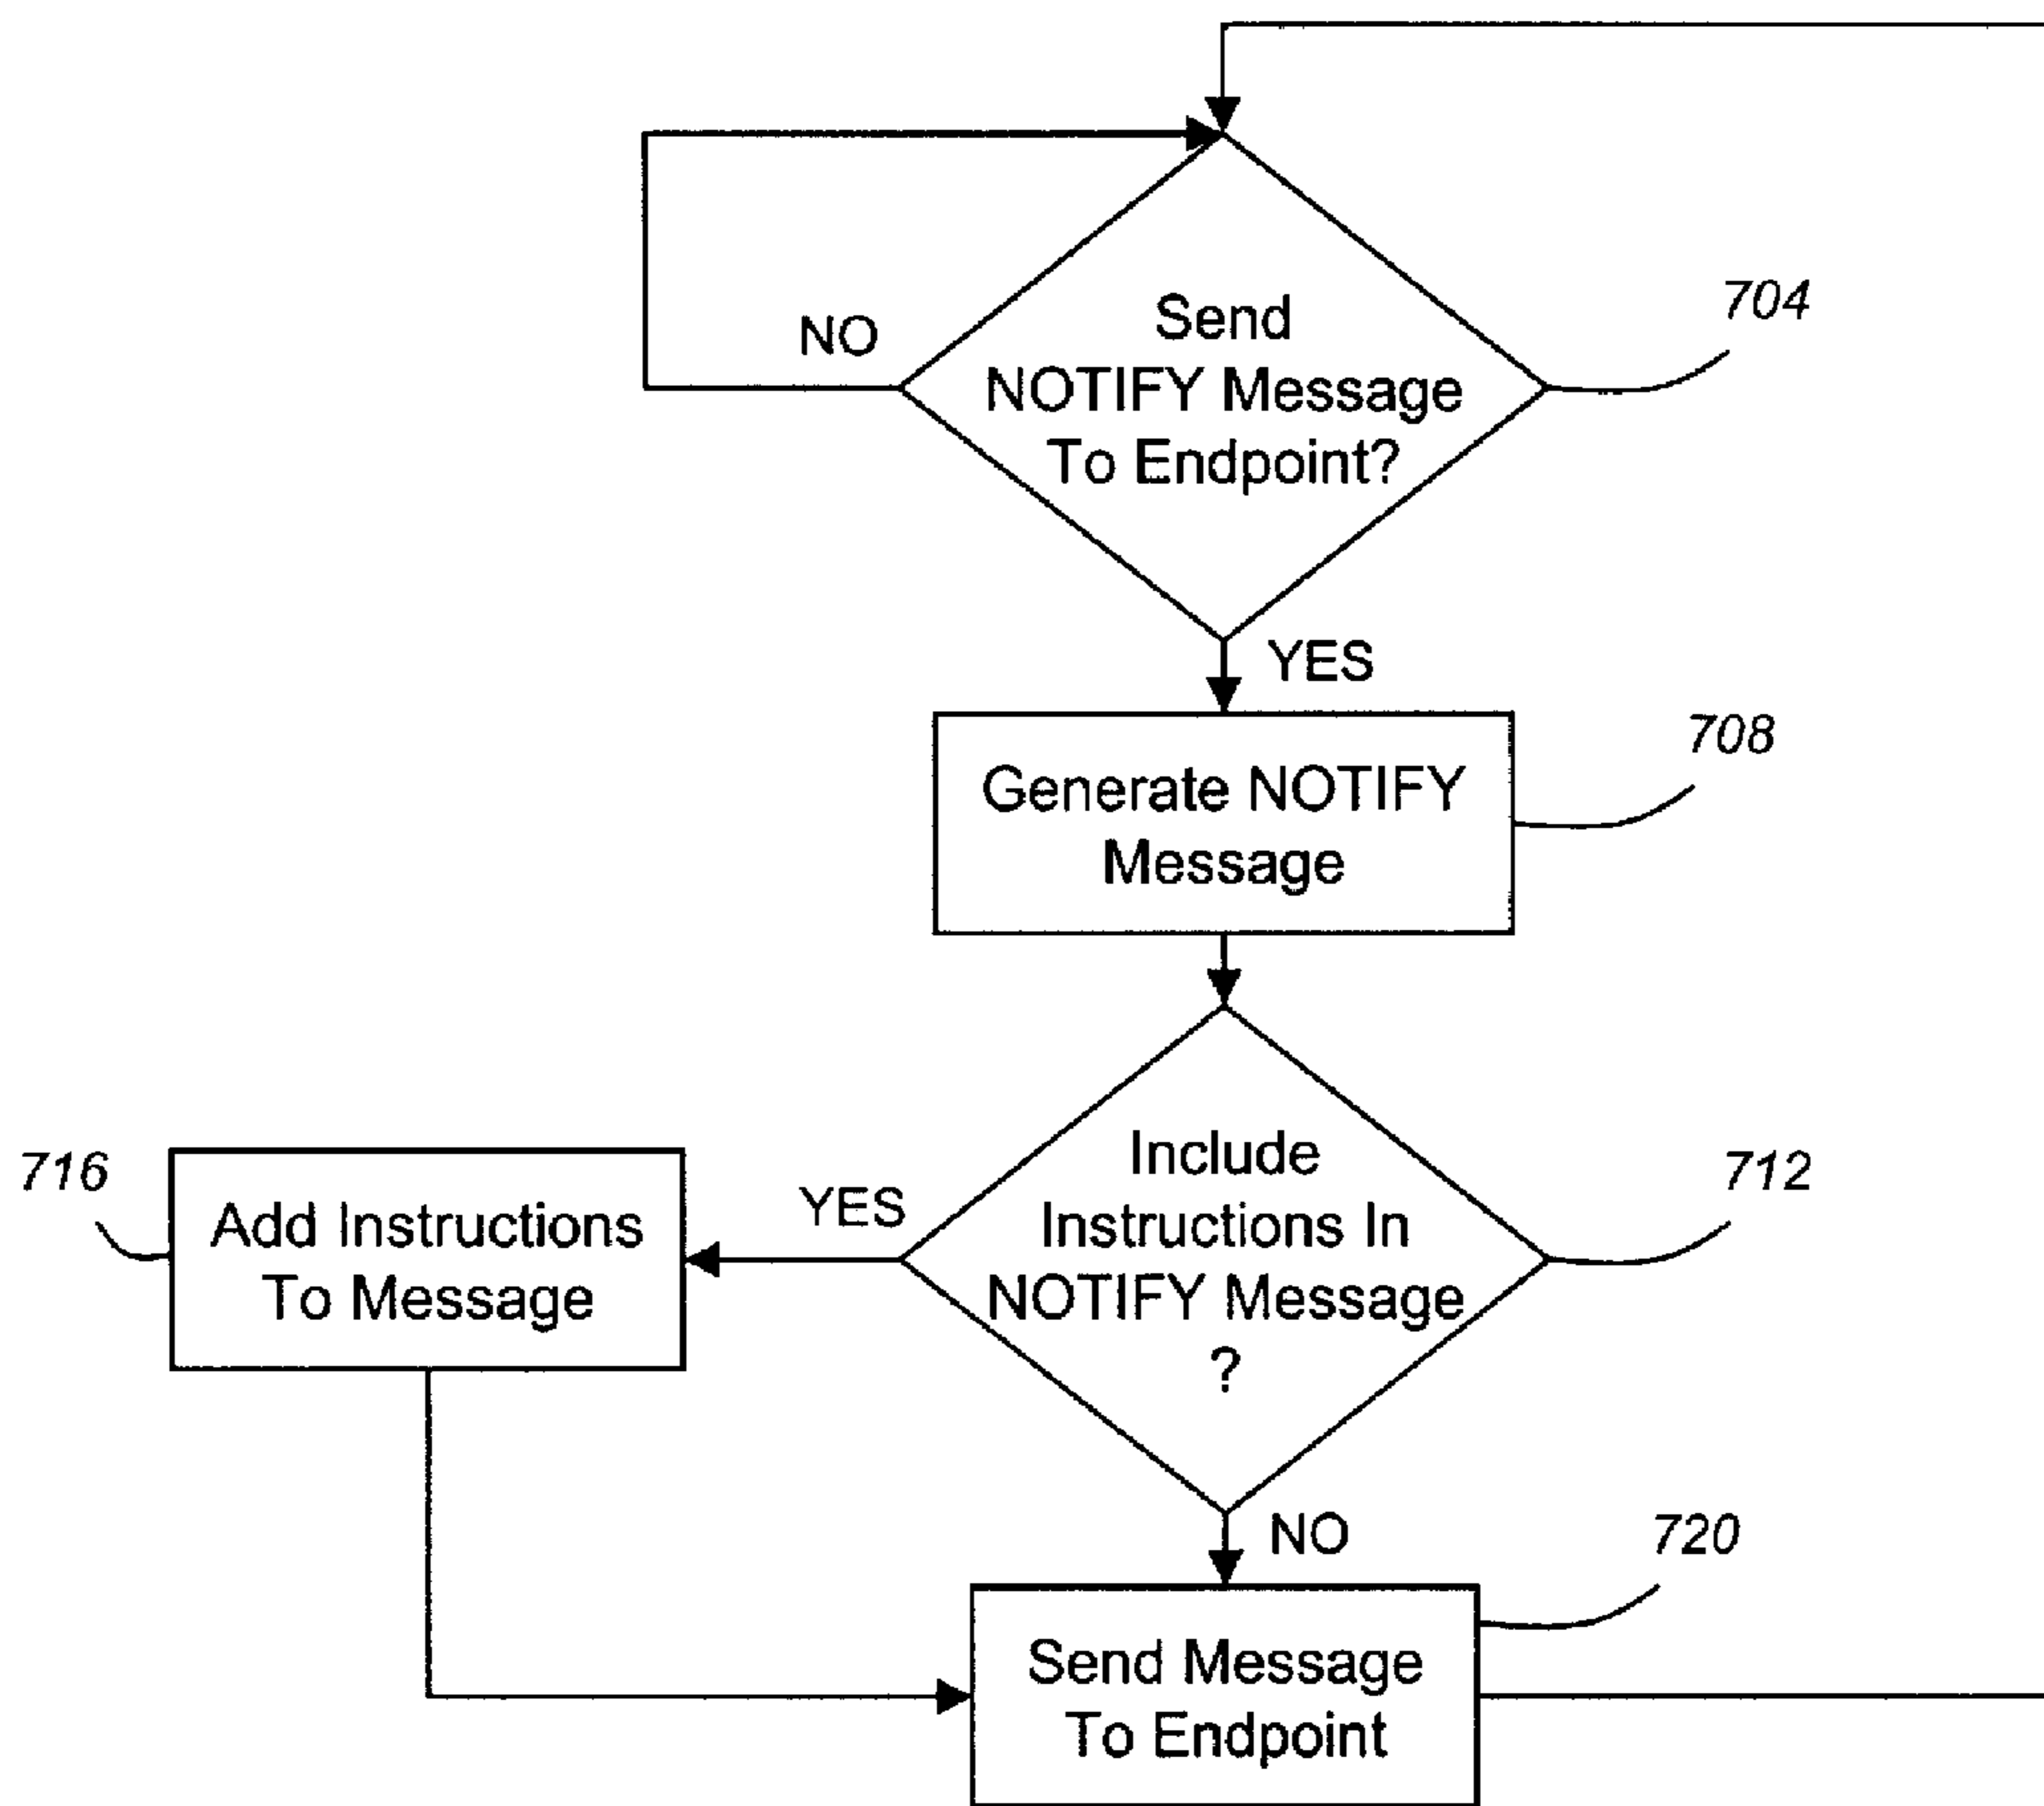 704
Send
NOTIFY Message
To Endpoint?
NO
YES
708
Generate NOTIFY
Message
712
Include
Instructions In
NOTIFY Message
?
YES
716
Add Instructions
To Message
NO
720
Send Message
To Endpoint